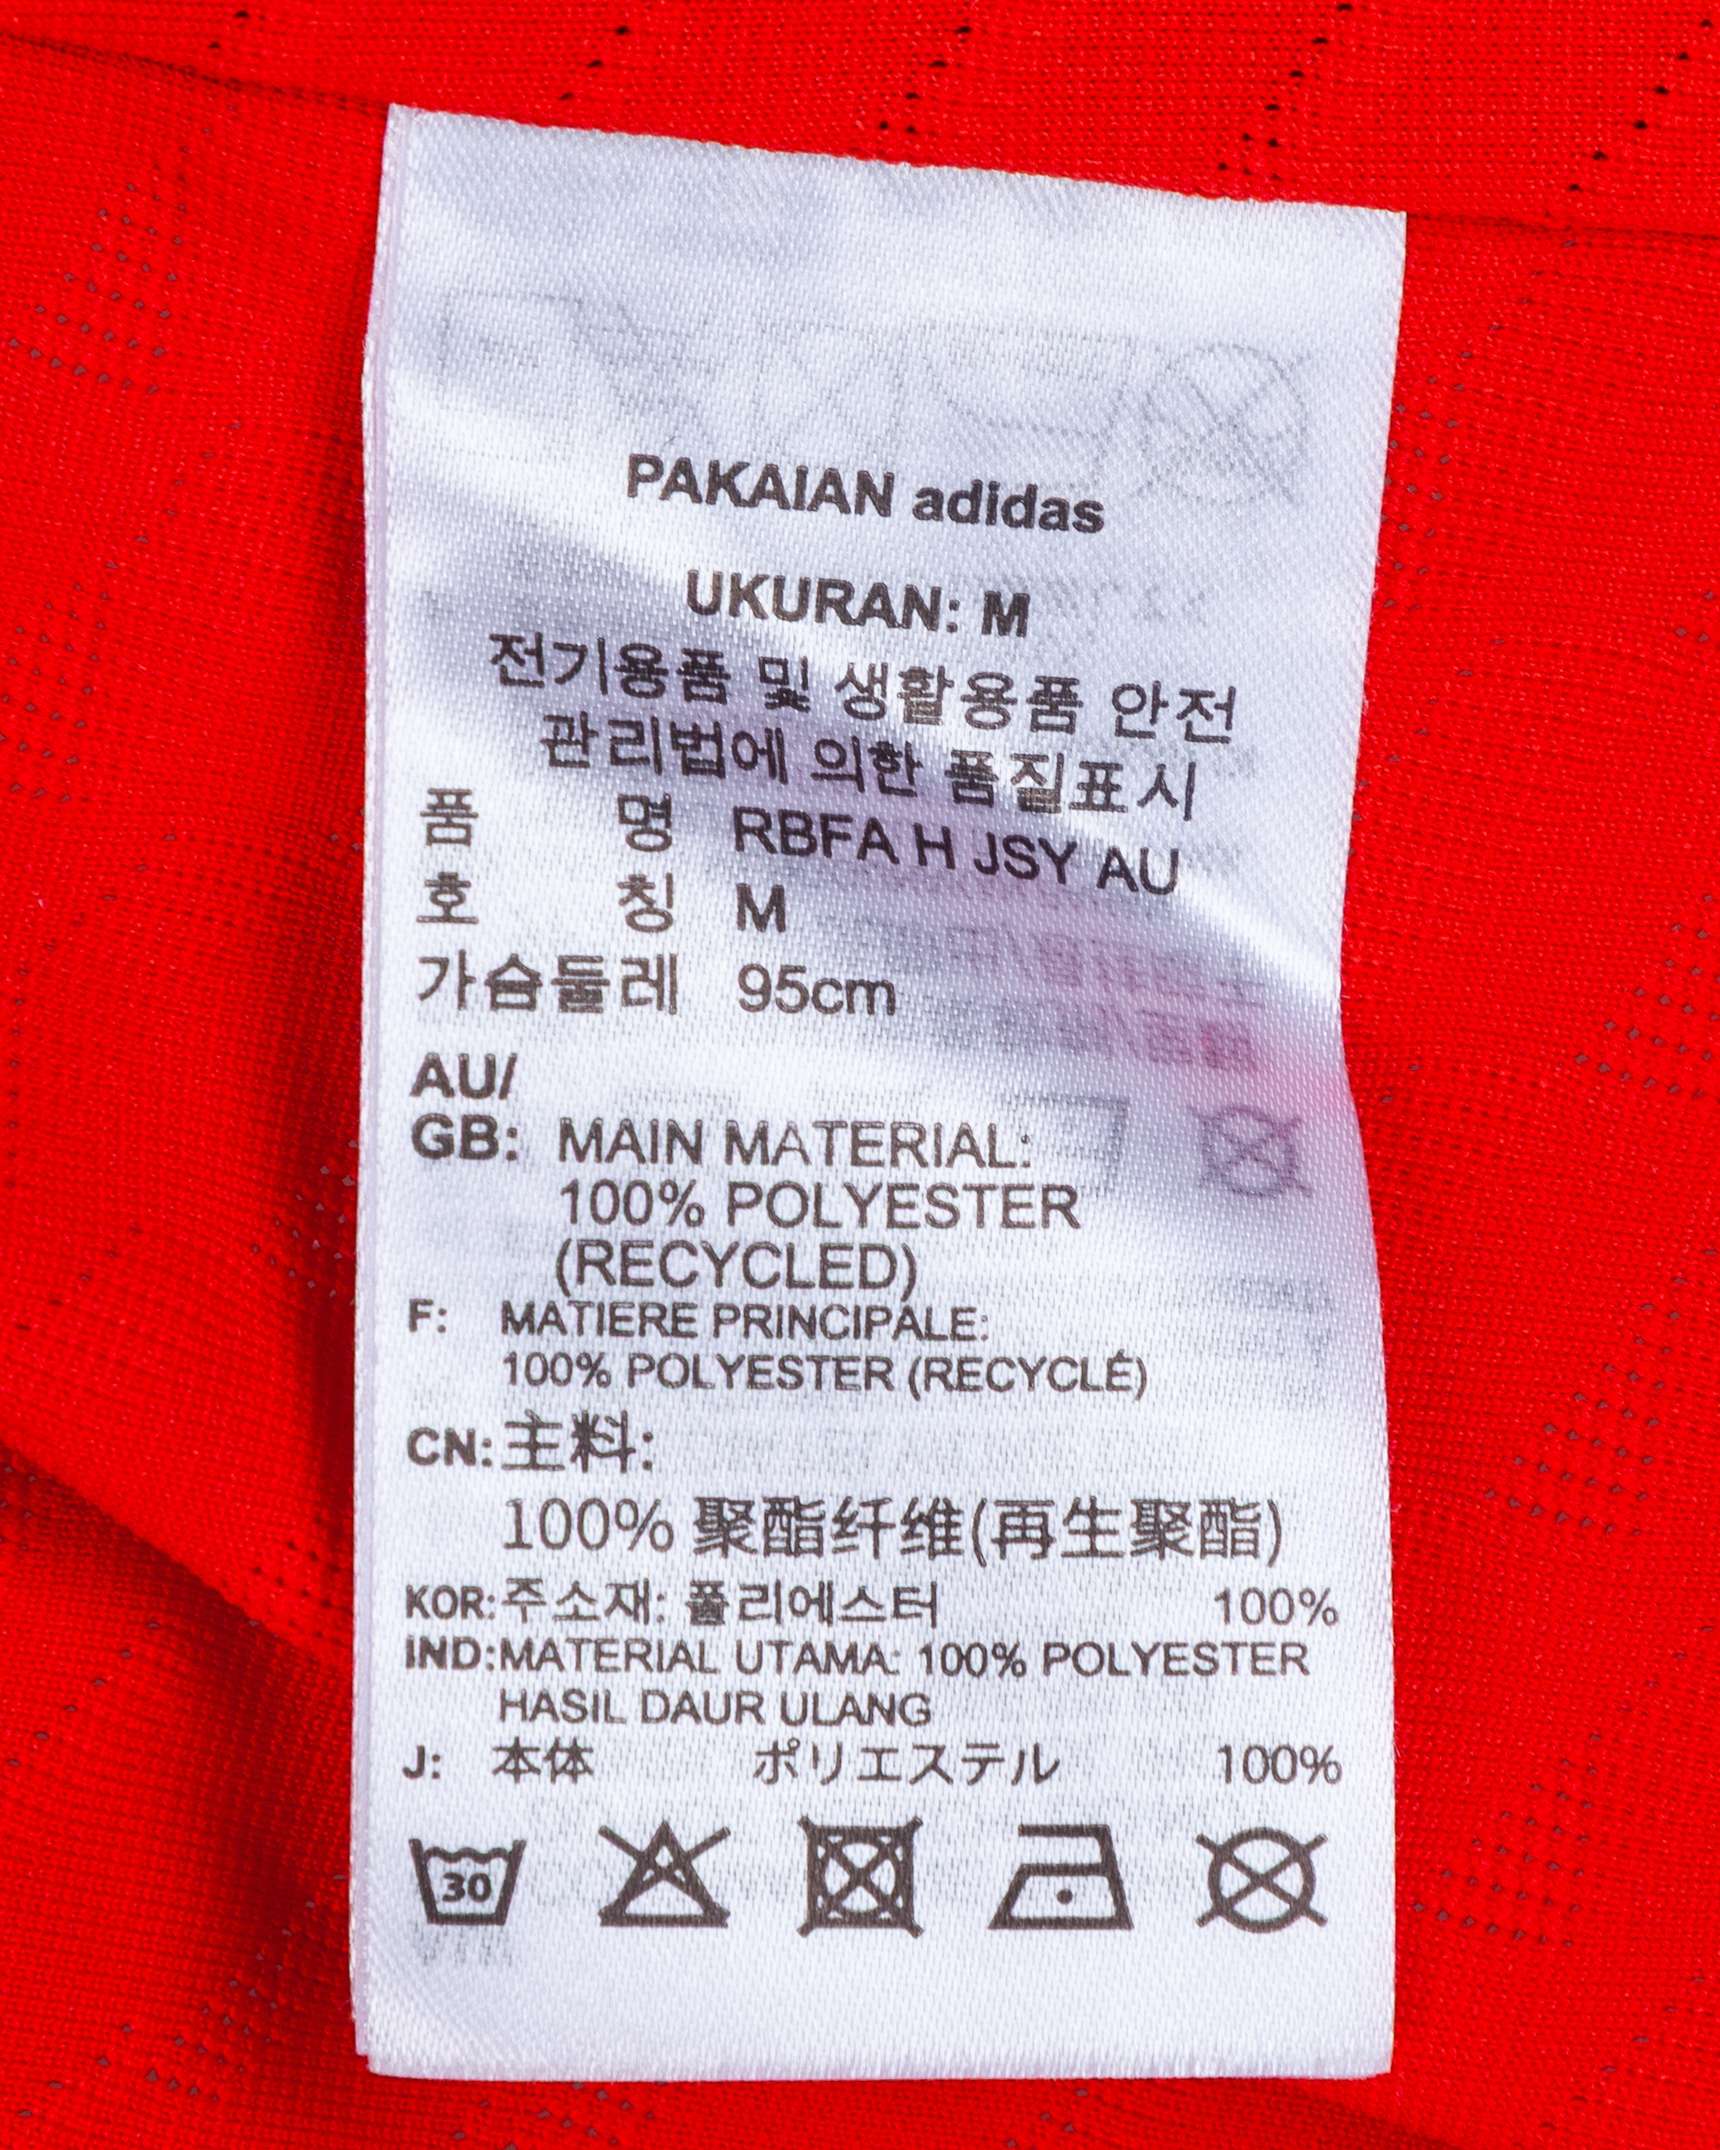 PAKAIAN adidas
UKURAN: M
전기용품 및 생활용품 안전
관리법에 의한 품질표시
품 명 RBFA H JSY AU
호 칭 M
가슴둘레 95cm
AU/
GB: MAIN MATERIAL:
100% POLYESTER
(RECYCLED)
F: MATIERE PRINCIPALE:
100% POLYESTER (RECYCLÉ)
CN:主料:
100% 聚酯纤维(再生聚酯)
KOR:주소재: 폴리에스터 100%
IND:MATERIAL UTAMA: 100% POLYESTER
HASIL DAUR ULANG
J: 本体 ポリエステル 100%
30